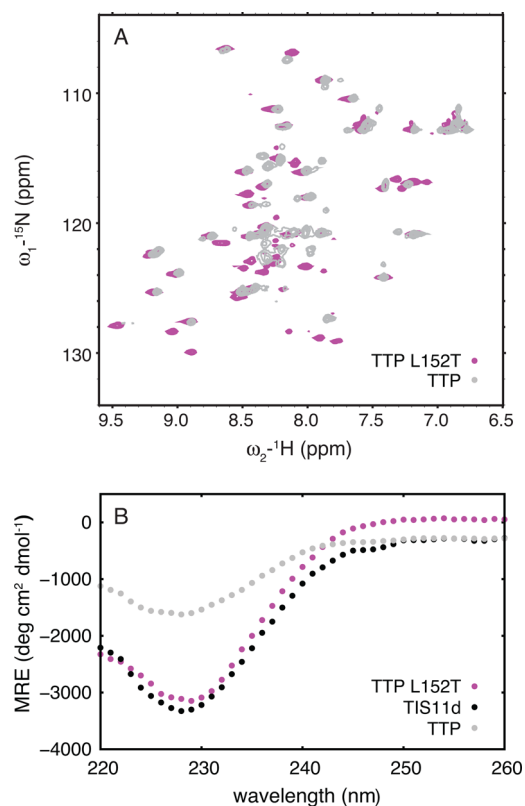 A
110
120
130
ω₁-¹⁵N (ppm)
TTP L152T
TTP
9.5 9.0 8.5 8.0 7.5 7.0 6.5
ω₂-¹H (ppm)
B
0
−1000
−2000
−3000
−4000
MRE (deg cm² dmol⁻¹)
TTP L152T
TIS11d
TTP
220 230 240 250 260
wavelength (nm)